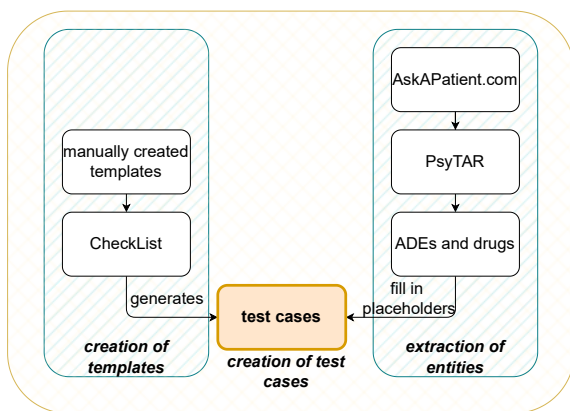 manually created
templates
CheckList
generates
creation of
templates
test cases
creation of test
cases
AskAPatient.com
PsyTAR
ADEs and drugs
fill in
placeholders
extraction of
entities